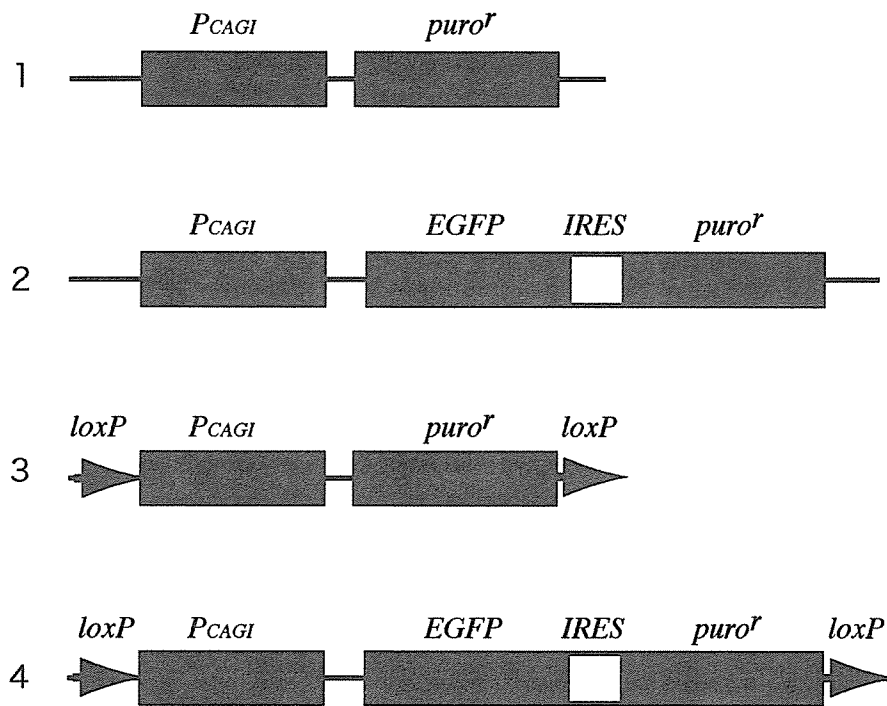 PCAGI puroʳ
1
PCAGI EGFP IRES puroʳ
2
loxP PCAGI puroʳ loxP
3
loxP PCAGI EGFP IRES puroʳ loxP
4